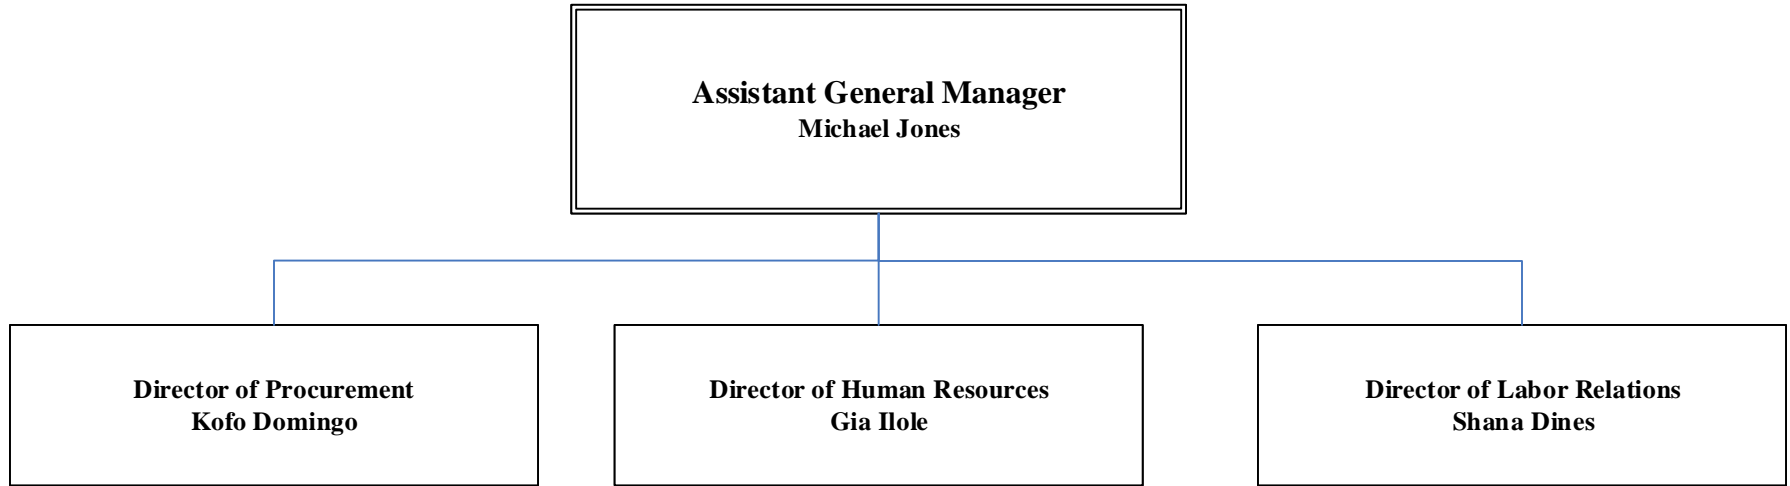 Assistant General Manager
Michael Jones
Director of Procurement
Kofo Domingo
Director of Human Resources
Gia Ilole
Director of Labor Relations
Shana Dines